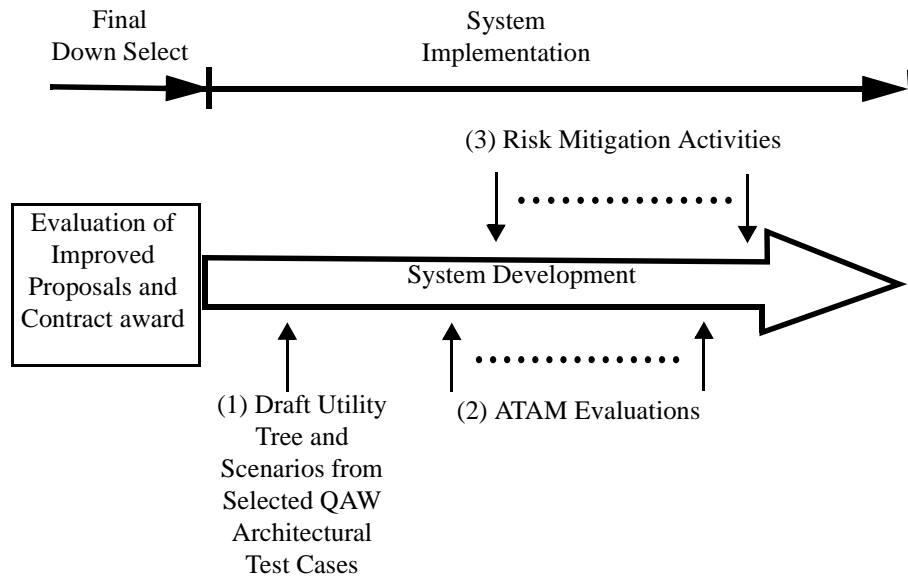 Final
Down Select
System
Implementation
(3) Risk Mitigation Activities
Evaluation of
Improved
Proposals and
Contract award
System Development
(1) Draft Utility
Tree and
Scenarios from
Selected QAW
Architectural
Test Cases
(2) ATAM Evaluations